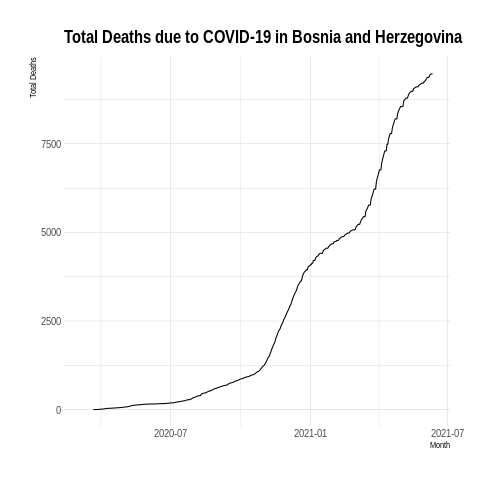 Total Deaths due to COVID-19 in Bosnia and Herzegovina
Total Deaths
7500
5000
2500
0
2020-07
2021-01
2021-07
Month